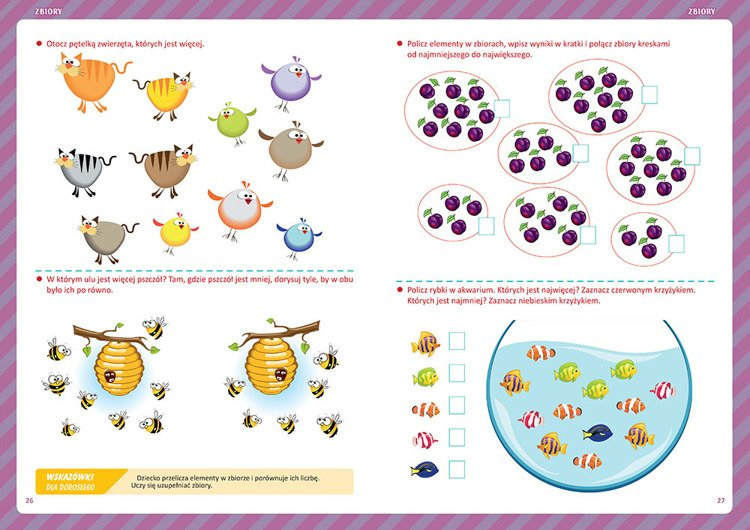 ZBIORY
Otocz pętelką zwierzęta, których jest więcej.
W którym ulu jest więcej pszczół? Tam, gdzie pszczół jest mniej, dorysuj tyle, by w obu
było ich po równo.
WSKAZÓWKI
DLA DOROSŁEGO
Dziecko przelicza elementy w zbiorze i porównuje ich liczbę.
Uczy się uzupełniać zbiory.
26
ZBIORY
Policz elementy w zbiorach, wpisz wyniki w kratki i połącz zbiory kreskami
od najmniejszego do największego.
Policz rybki w akwarium. Których jest najwięcej? Zaznacz czerwonym krzyżykiem.
Których jest najmniej? Zaznacz niebieskim krzyżykiem.
27